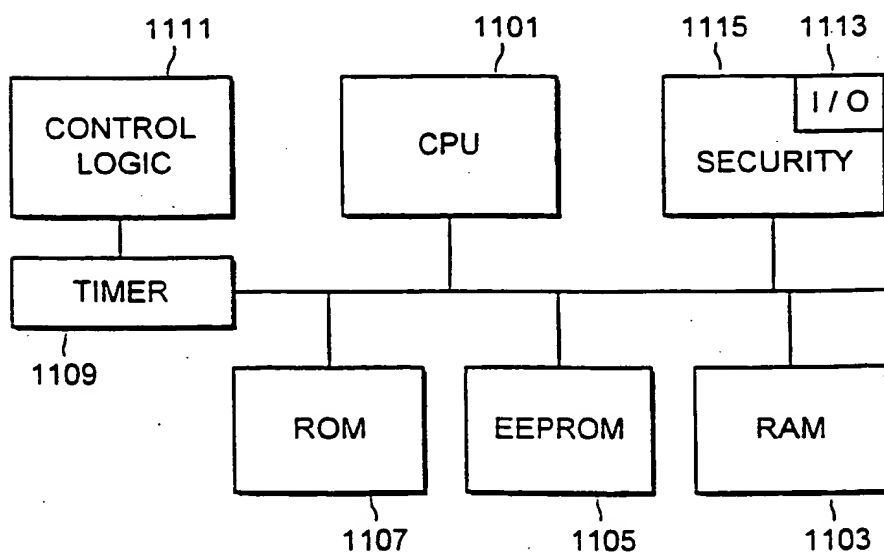 1111
1101
1115
1113
CONTROL
LOGIC
CPU
I / O
SECURITY
TIMER
1109
ROM
EEPROM
RAM
1107
1105
1103